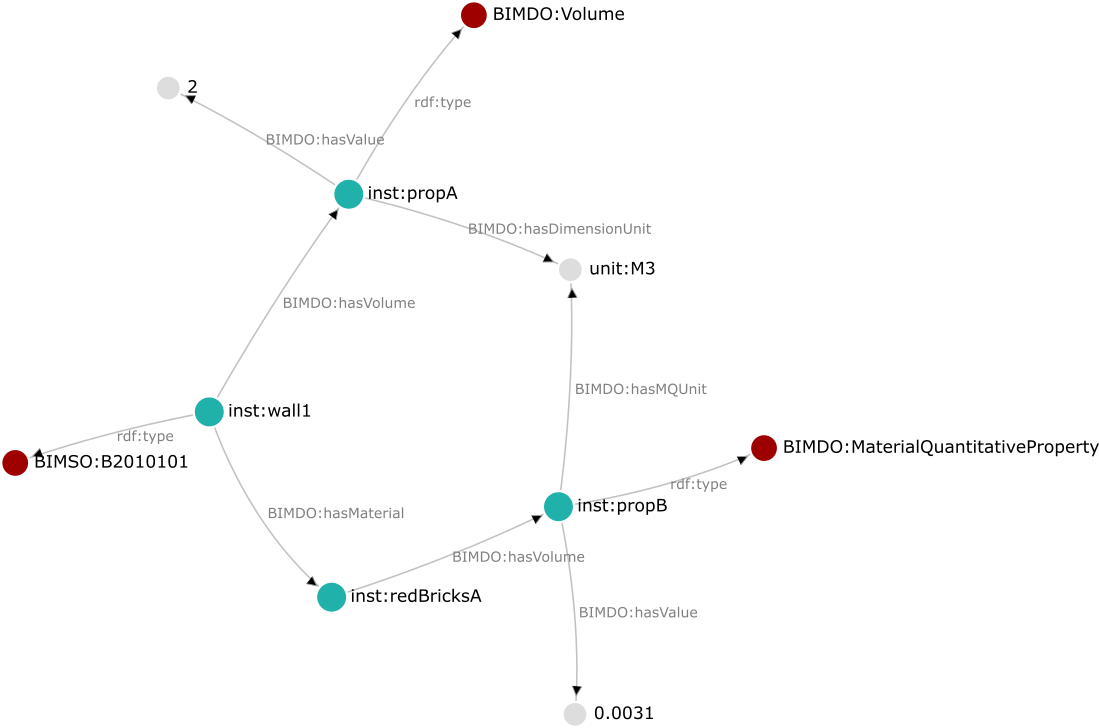 BIMDO:Volume
2
rdf:type
BIMDO:hasValue
inst:propA
BIMDO:hasDimensionUnit
unit:M3
BIMDO:hasVolume
BIMDO:hasMQUnit
inst:wall1
rdf:type
BIMSO:B2010101
BIMDO:MaterialQuantitativeProperty
rdf:type
inst:propB
BIMDO:hasMaterial
BIMDO:hasVolume
inst:redBricksA
BIMDO:hasValue
0.0031